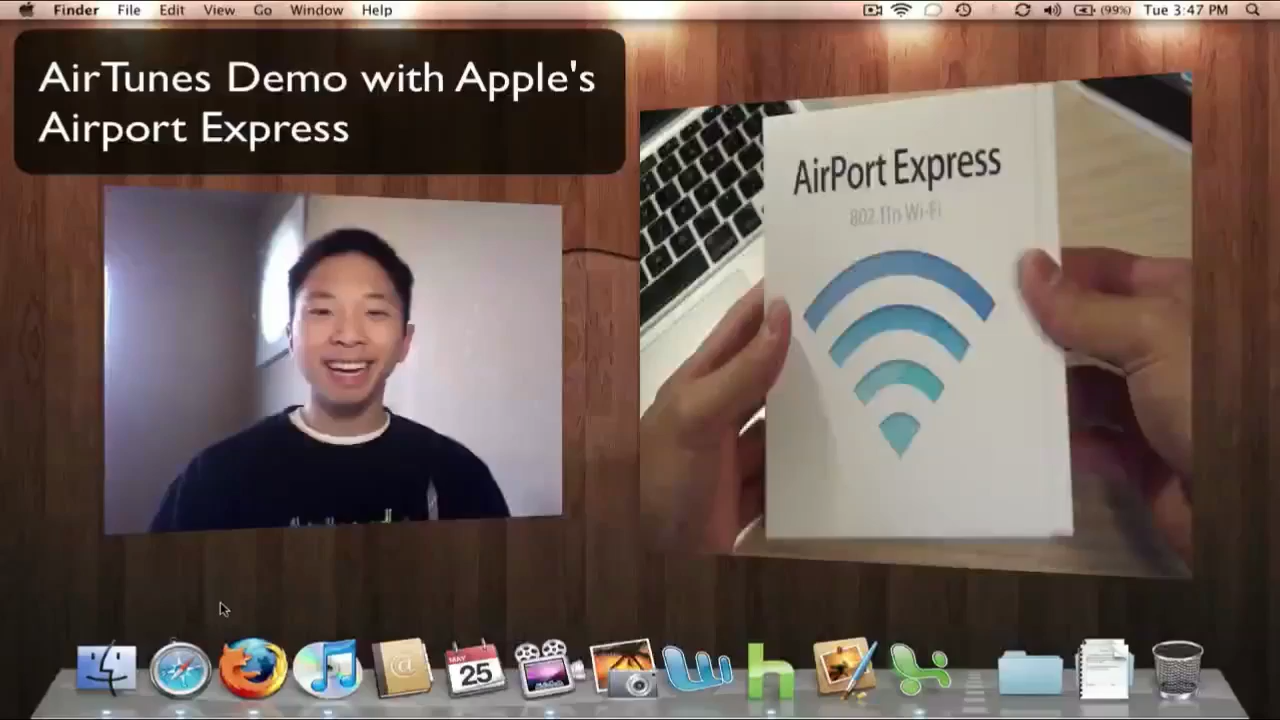 Finder File Edit View Go Window Help
(99%) Tue 3:47 PM
AirTunes Demo with Apple's
Airport Express
AirPort Express
802.11n Wi-Fi
MAY
25